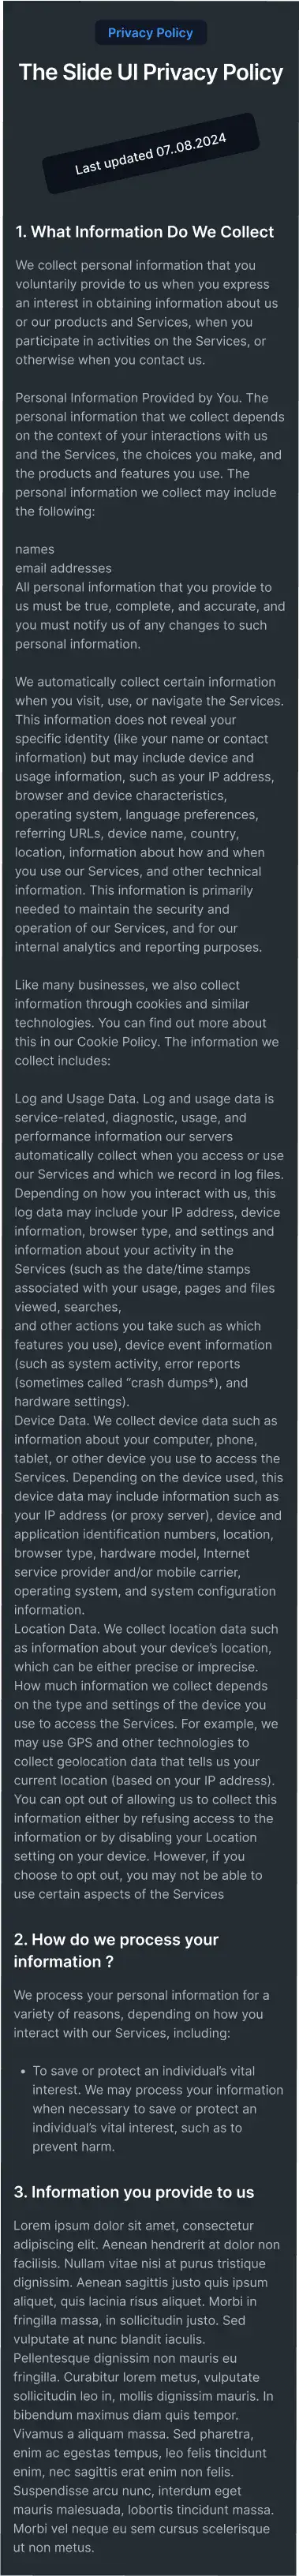 Privacy Policy
The Slide UI Privacy Policy
Last updated 07..08.2024
1. What Information Do We Collect
We collect personal information that you
voluntarily provide to us when you express
an interest in obtaining information about us
or our products and Services, when you
participate in activities on the Services, or
otherwise when you contact us.
Personal Information Provided by You. The
personal information that we collect depends
on the context of your interactions with us
and the Services, the choices you make, and
the products and features you use. The
personal information we collect may include
the following:
names
email addresses
All personal information that you provide to
us must be true, complete, and accurate, and
you must notify us of any changes to such
personal information.
We automatically collect certain information
when you visit, use, or navigate the Services.
This information does not reveal your
specific identity (like your name or contact
information) but may include device and
usage information, such as your IP address,
browser and device characteristics,
operating system, language preferences,
referring URLs, device name, country,
location, information about how and when
you use our Services, and other technical
information. This information is primarily
needed to maintain the security and
operation of our Services, and for our
internal analytics and reporting purposes.
Like many businesses, we also collect
information through cookies and similar
technologies. You can find out more about
this in our Cookie Policy. The information we
collect includes:
Log and Usage Data. Log and usage data is
service-related, diagnostic, usage, and
performance information our servers
automatically collect when you access or use
our Services and which we record in log files.
Depending on how you interact with us, this
log data may include your IP address, device
information, browser type, and settings and
information about your activity in the
Services (such as the date/time stamps
associated with your usage, pages and files
viewed, searches,
and other actions you take such as which
features you use), device event information
(such as system activity, error reports
(sometimes called “crash dumps*), and
hardware settings).
Device Data. We collect device data such as
information about your computer, phone,
tablet, or other device you use to access the
Services. Depending on the device used, this
device data may include information such as
your IP address (or proxy server), device and
application identification numbers, location,
browser type, hardware model, Internet
service provider and/or mobile carrier,
operating system, and system configuration
information.
Location Data. We collect location data such
as information about your device’s location,
which can be either precise or imprecise.
How much information we collect depends
on the type and settings of the device you
use to access the Services. For example, we
may use GPS and other technologies to
collect geolocation data that tells us your
current location (based on your IP address).
You can opt out of allowing us to collect this
information either by refusing access to the
information or by disabling your Location
setting on your device. However, if you
choose to opt out, you may not be able to
use certain aspects of the Services
2. How do we process your
information ?
We process your personal information for a
variety of reasons, depending on how you
interact with our Services, including:
• To save or protect an individual’s vital
interest. We may process your information
when necessary to save or protect an
individual’s vital interest, such as to
prevent harm.
3. Information you provide to us
Lorem ipsum dolor sit amet, consectetur
adipiscing elit. Aenean hendrerit at dolor non
facilisis. Nullam vitae nisi at purus tristique
dignissim. Aenean sagittis justo quis ipsum
aliquet, quis lacinia risus aliquet. Morbi in
fringilla massa, in sollicitudin justo. Sed
vulputate at nunc blandit iaculis.
Pellentesque dignissim non mauris eu
fringilla. Curabitur lorem metus, vulputate
sollicitudin leo in, mollis dignissim mauris. In
bibendum maximus diam quis tempor.
Vivamus a aliquam massa. Sed pharetra,
enim ac egestas tempus, leo felis tincidunt
enim, nec sagittis erat enim non felis.
Suspendisse arcu nunc, interdum eget
mauris malesuada, lobortis tincidunt massa.
Morbi vel neque eu sem cursus scelerisque
ut non metus.